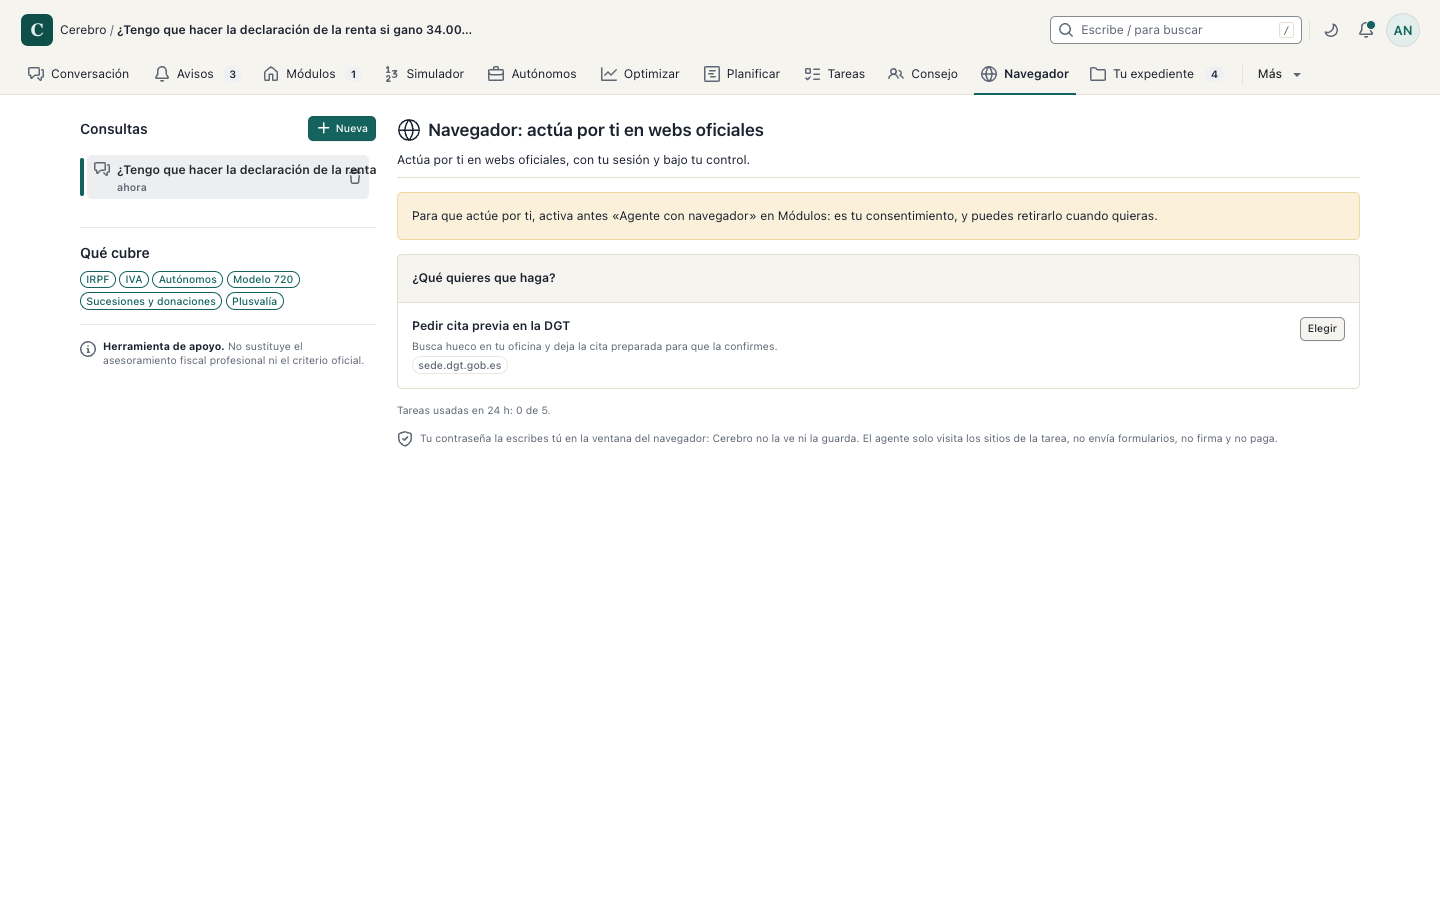 C Cerebro / ¿Tengo que hacer la declaración de la renta si gano 34.00...
Escribe / para buscar /
AN
Conversación
Avisos 3
Módulos 1
Simulador
Autónomos
Optimizar
Planificar
Tareas
Consejo
Navegador
Tu expediente 4
Más
Consultas
Nueva
¿Tengo que hacer la declaración de la renta
ahora
Qué cubre
IRPF IVA Autónomos Modelo 720
Sucesiones y donaciones Plusvalía
Herramienta de apoyo. No sustituye el
asesoramiento fiscal profesional ni el criterio oficial.
Navegador: actúa por ti en webs oficiales
Actúa por ti en webs oficiales, con tu sesión y bajo tu control.
Para que actúe por ti, activa antes «Agente con navegador» en Módulos: es tu consentimiento, y puedes retirarlo cuando quieras.
¿Qué quieres que haga?
Pedir cita previa en la DGT
Elegir
Busca hueco en tu oficina y deja la cita preparada para que la confirmes.
sede.dgt.gob.es
Tareas usadas en 24 h: 0 de 5.
Tu contraseña la escribes tú en la ventana del navegador: Cerebro no la ve ni la guarda. El agente solo visita los sitios de la tarea, no envía formularios, no firma y no paga.